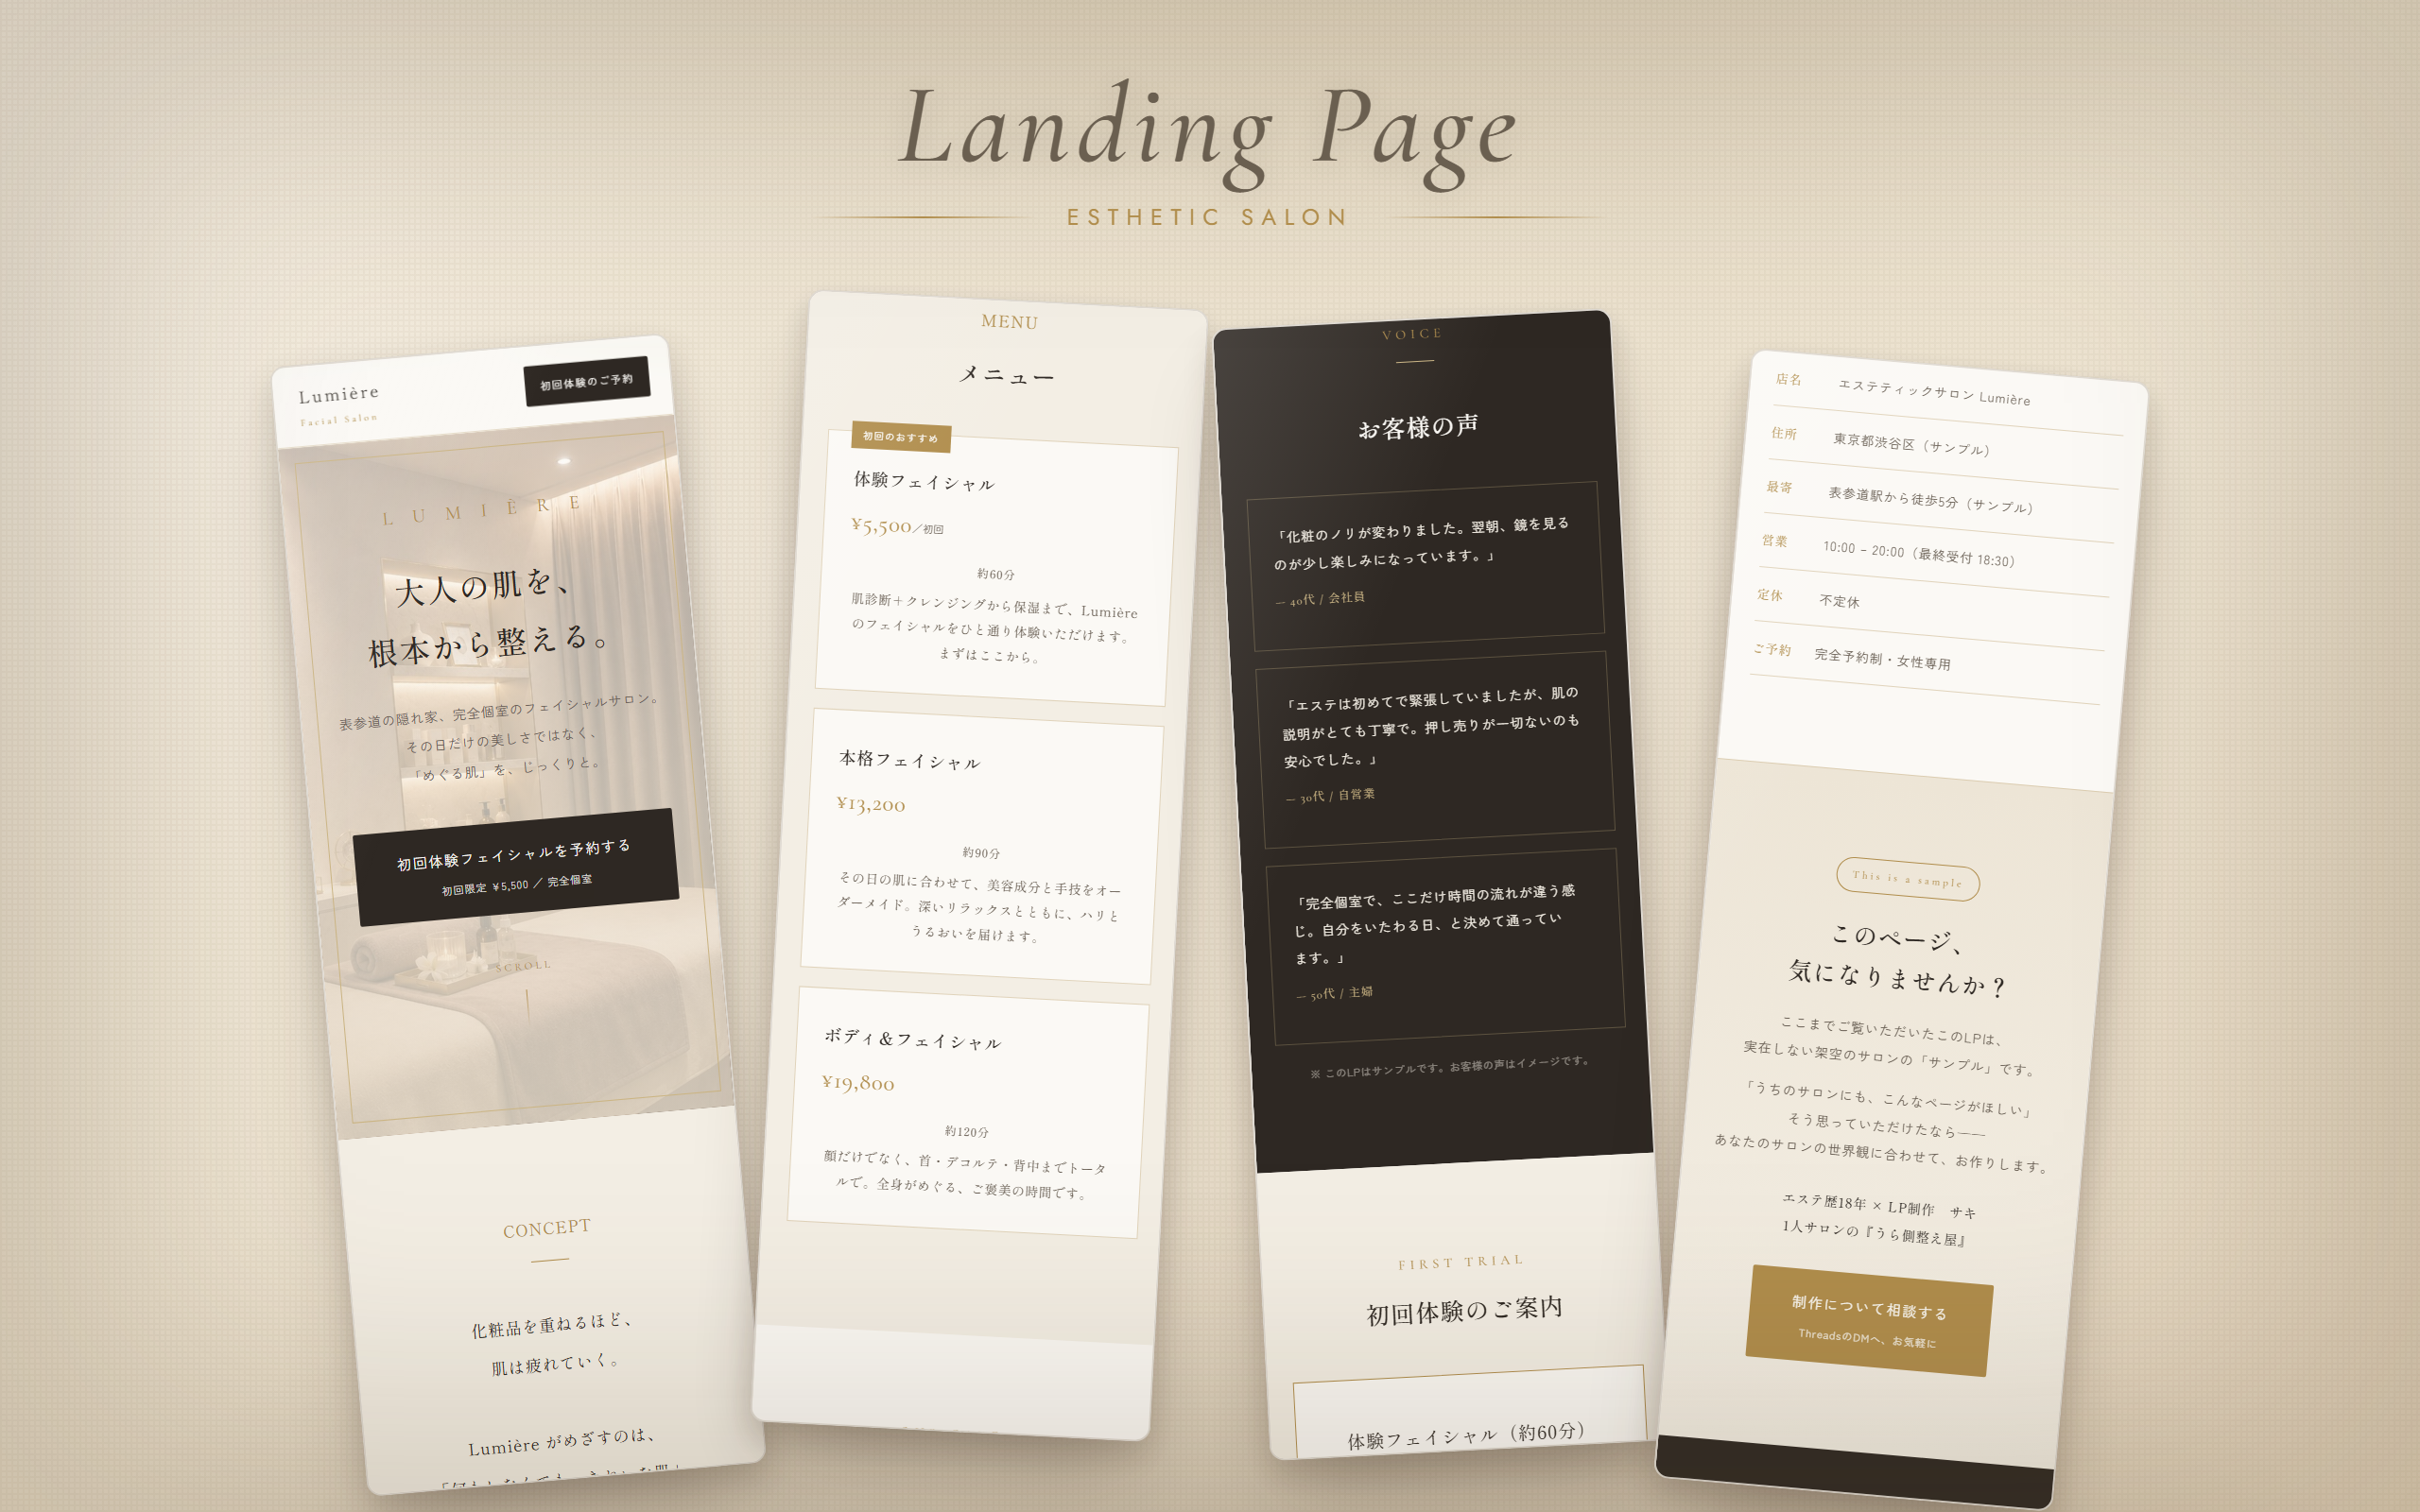 Landing Page
ESTHETIC SALON
Lumière
Facial Salon
初回体験のご予約
LUMIÈRE
大人の肌を、
根本から整える。
表参道の隠れ家、完全個室のフェイシャルサロン。
その日だけの美しさではなく、
「めぐる肌」を、じっくりと。
初回体験フェイシャルを予約する
初回限定 ¥5,500 ／ 完全個室
SCROLL
CONCEPT
化粧品を重ねるほど、
肌は疲れていく。
Lumière がめざすのは、
MENU
メニュー
初回のおすすめ
体験フェイシャル
¥5,500／初回
約60分
肌診断＋クレンジングから保湿まで、Lumière
のフェイシャルをひと通り体験いただけます。
まずはここから。
本格フェイシャル
¥13,200
約90分
その日の肌に合わせて、美容成分と手技をオー
ダーメイド。深いリラックスとともに、ハリと
うるおいを届けます。
ボディ＆フェイシャル
¥19,800
約120分
顔だけでなく、首・デコルテ・背中までトータ
ルで。全身がめぐる、ご褒美の時間です。
VOICE
お客様の声
「化粧のノリが変わりました。翌朝、鏡を見る
のが少し楽しみになっています。」
— 40代 / 会社員
「エステは初めてで緊張していましたが、肌の
説明がとても丁寧で。押し売りが一切ないのも
安心でした。」
— 30代 / 自営業
「完全個室で、ここだけ時間の流れが違う感
じ。自分をいたわる日、と決めて通ってい
ます。」
— 50代 / 主婦
※ このLPはサンプルです。お客様の声はイメージです。
FIRST TRIAL
初回体験のご案内
体験フェイシャル（約60分）
店名 エステティックサロン Lumière
住所 東京都渋谷区（サンプル）
最寄 表参道駅から徒歩5分（サンプル）
営業 10:00 – 20:00（最終受付 18:30）
定休 不定休
ご予約 完全予約制・女性専用
This is a sample
このページ、
気になりませんか？
ここまでご覧いただいたこのLPは、
実在しない架空のサロンの「サンプル」です。
「うちのサロンにも、こんなページがほしい」
そう思っていただけたなら——
あなたのサロンの世界観に合わせて、お作りします。
エステ歴18年 × LP制作　サキ
1人サロンの『うら側整え屋』
制作について相談する
ThreadsのDMへ、お気軽に